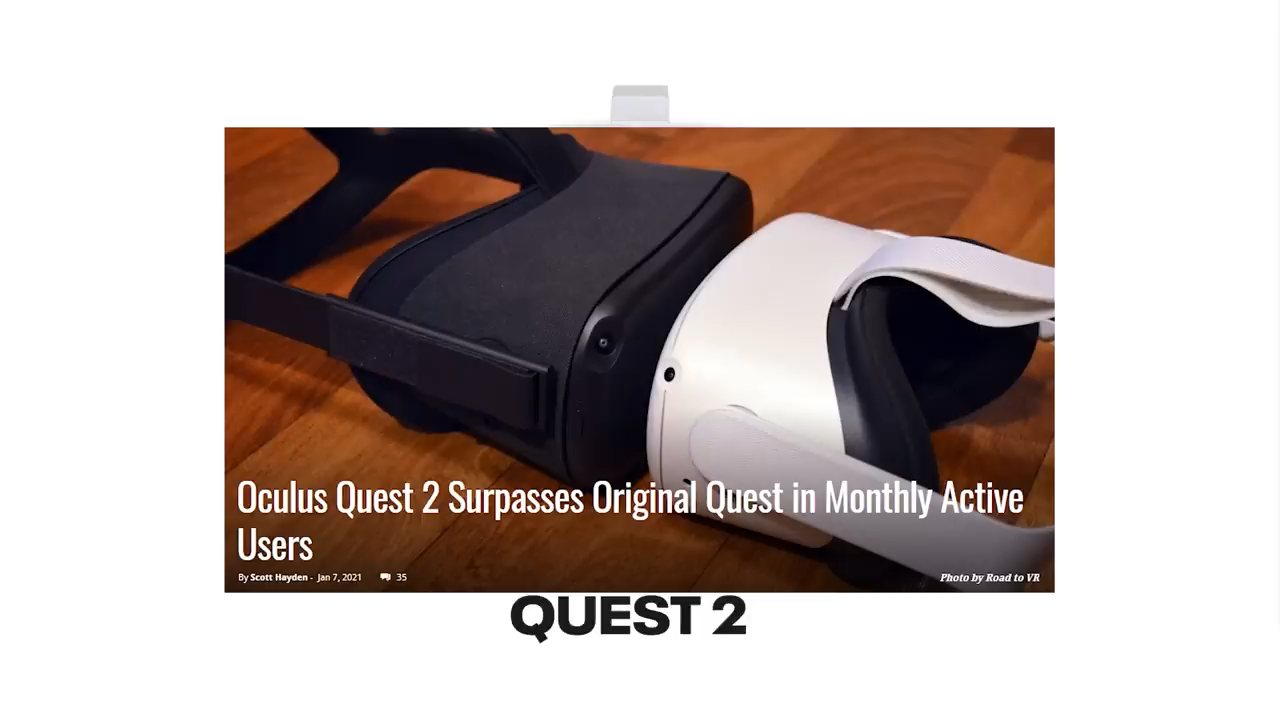 Oculus Quest 2 Surpasses Original Quest in Monthly Active
Users
By Scott Hayden - Jan 7, 2021 35
Photo by Road to VR
QUEST 2